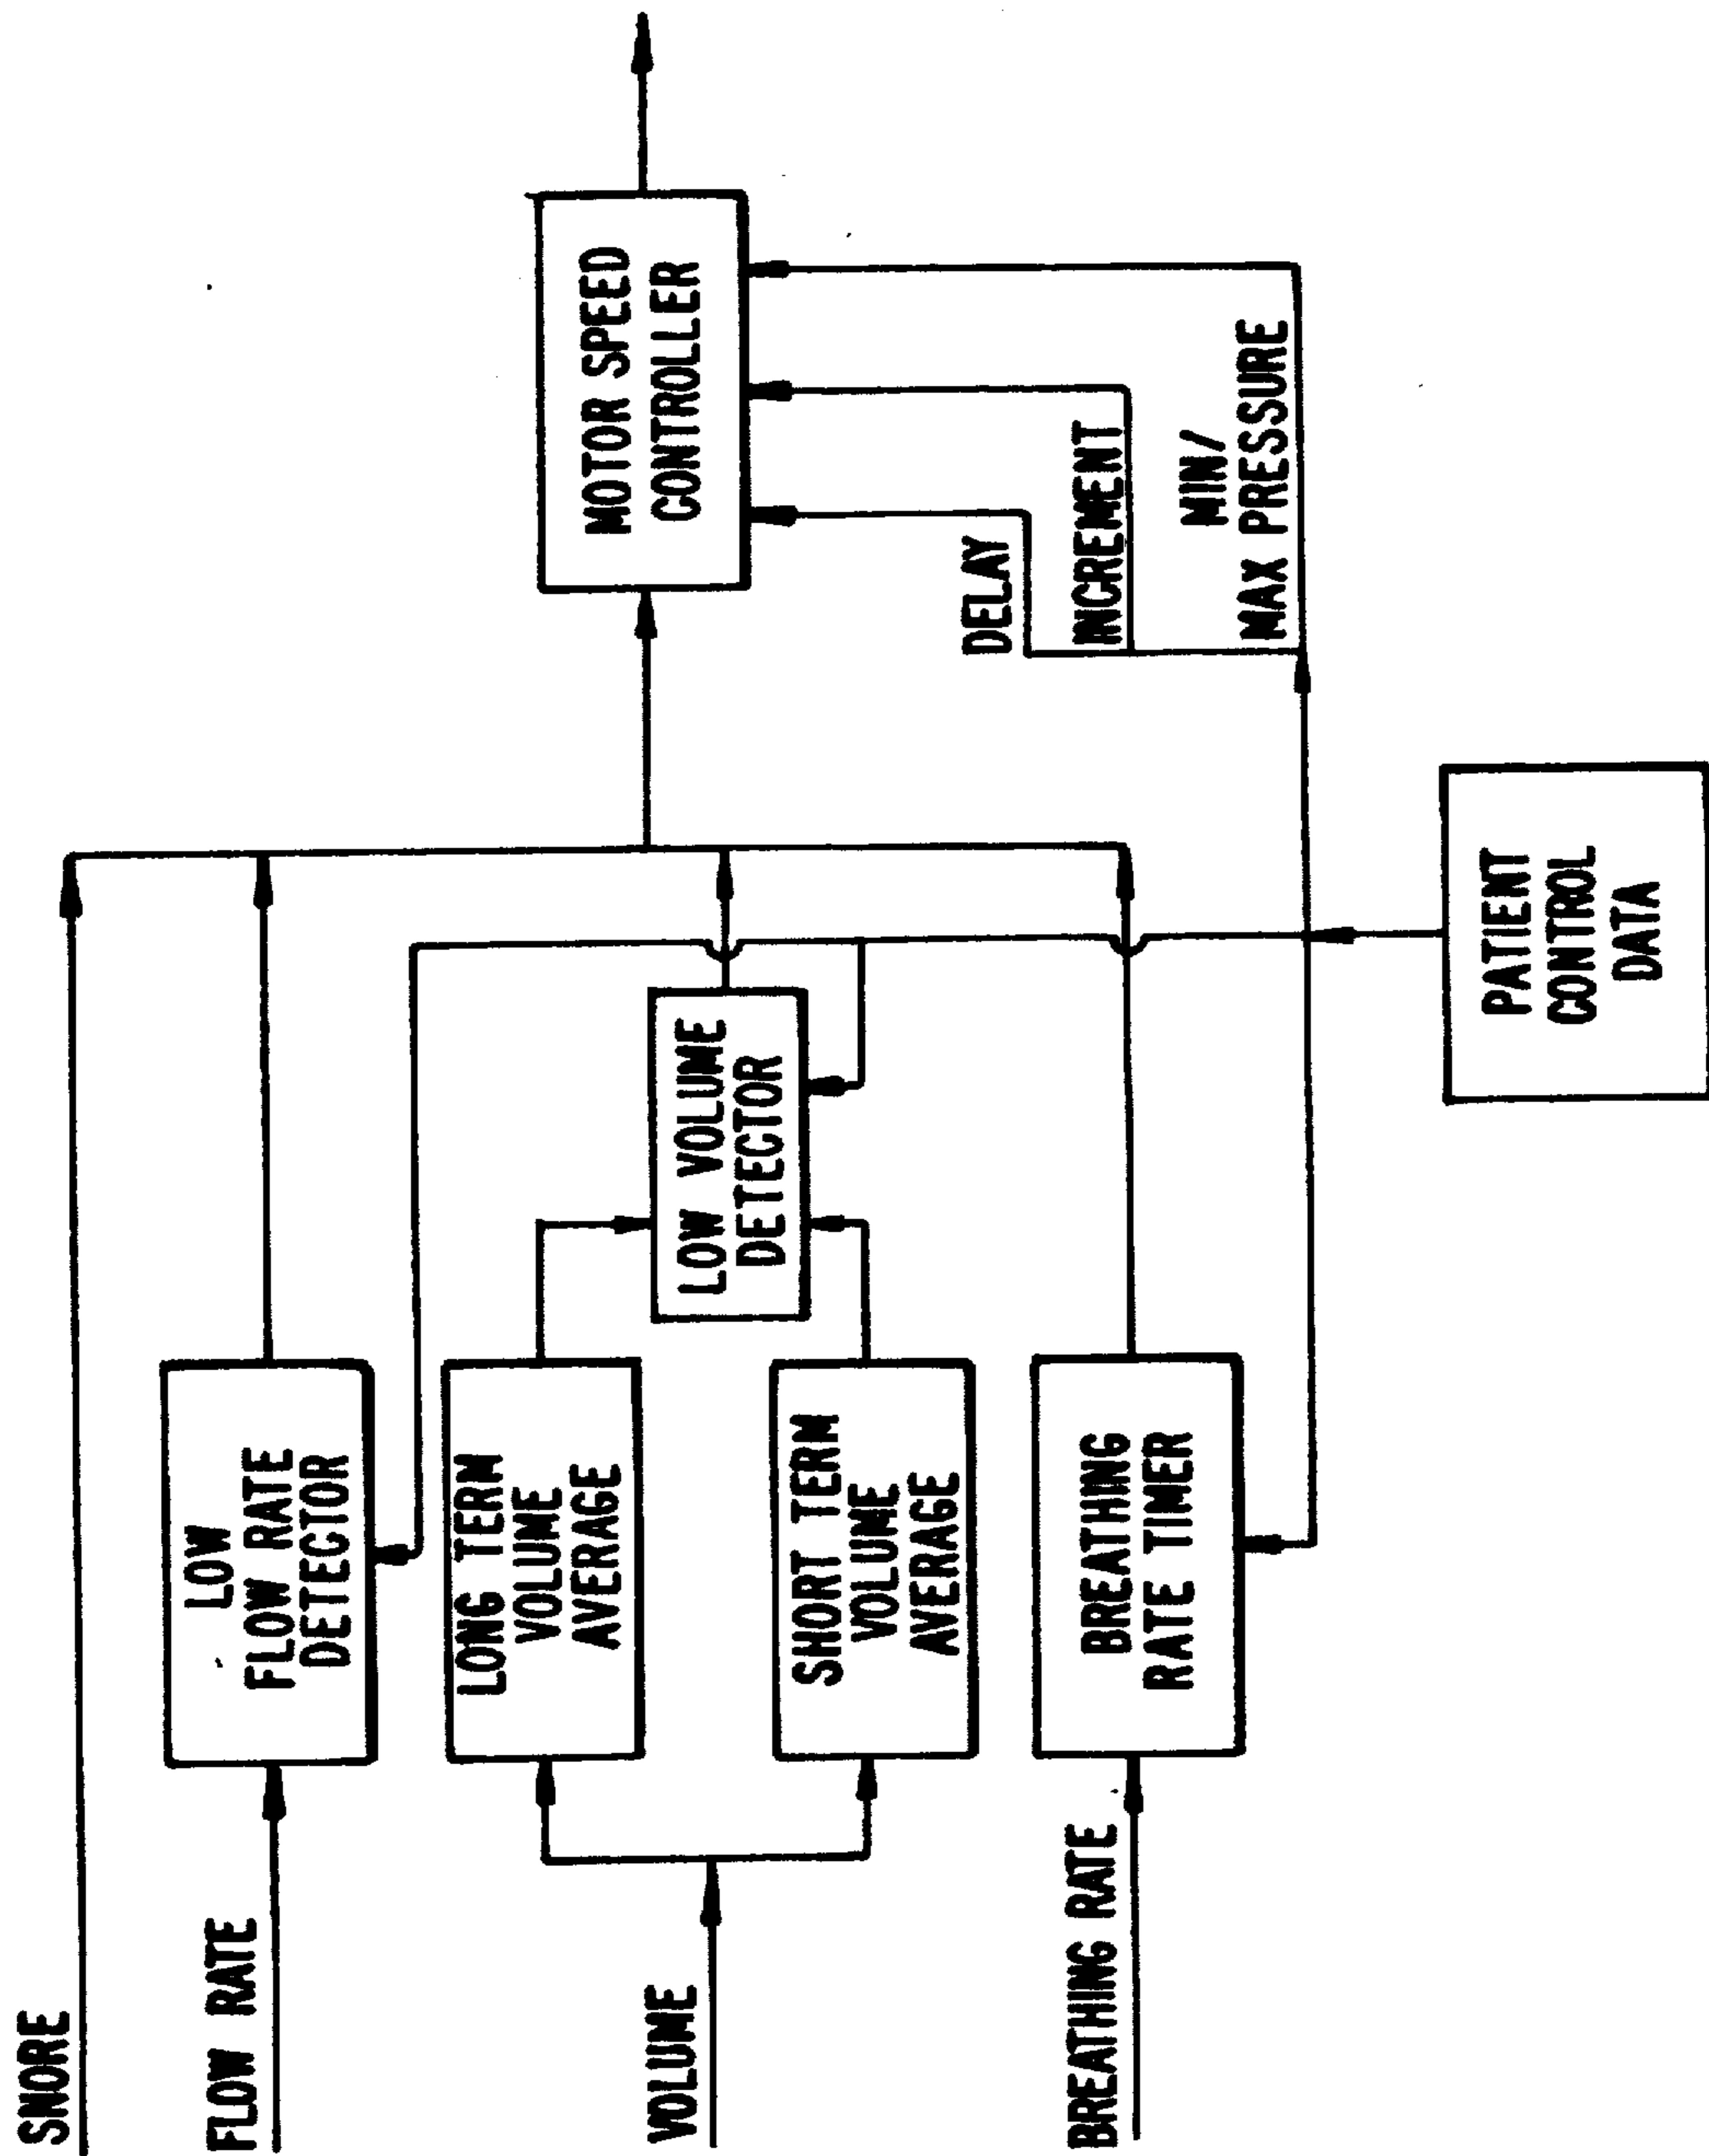 SNORE
FLOW RATE
VOLUME
BREATHING RATE
LOW
FLOW RATE
DETECTOR
LONG TERM
VOLUME
AVERAGE
SHORT TERM
VOLUME
AVERAGE
BREATHING
RATE TIMER
LOW VOLUME
DETECTOR
PATIENT
CONTROL
DATA
DELAY
INCREMENT
MIN/
MAX PRESSURE
MOTOR SPEED
CONTROLLER